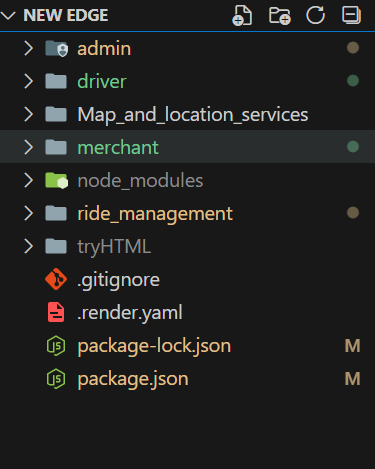 NEW EDGE
admin
driver
Map_and_location_services
merchant
node_modules
ride_management
tryHTML
.gitignore
.render.yaml
package-lock.json M
package.json M